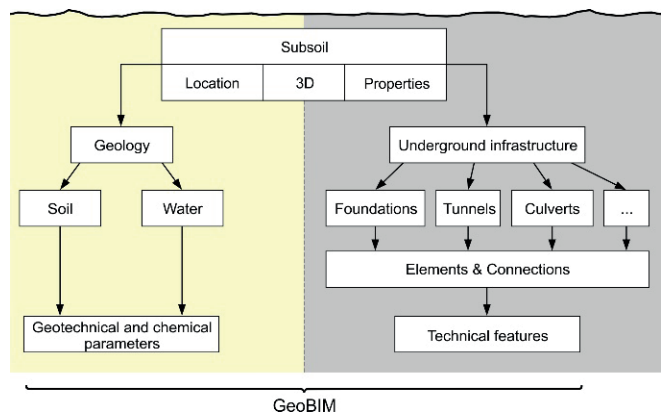 Subsoil
Location 3D Properties
Geology
Underground infrastructure
Soil
Water
Foundations
Tunnels
Culverts
...
Elements & Connections
Geotechnical and chemical
parameters
Technical features
GeoBIM